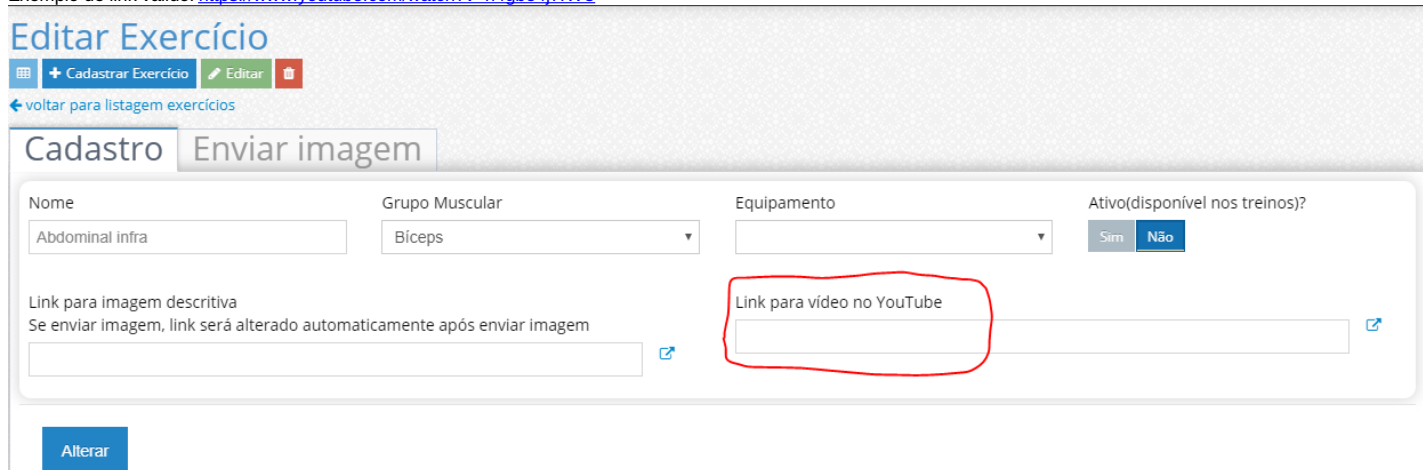 Editar Exercício
+ Cadastrar Exercício Editar
voltar para listagem exercícios
Cadastro Enviar imagem
Nome Grupo Muscular Equipamento Ativo(disponível nos treinos)?
Abdominal infra Bíceps Sim Não
Link para imagem descritiva Link para vídeo no YouTube
Se enviar imagem, link será alterado automaticamente após enviar imagem
Alterar